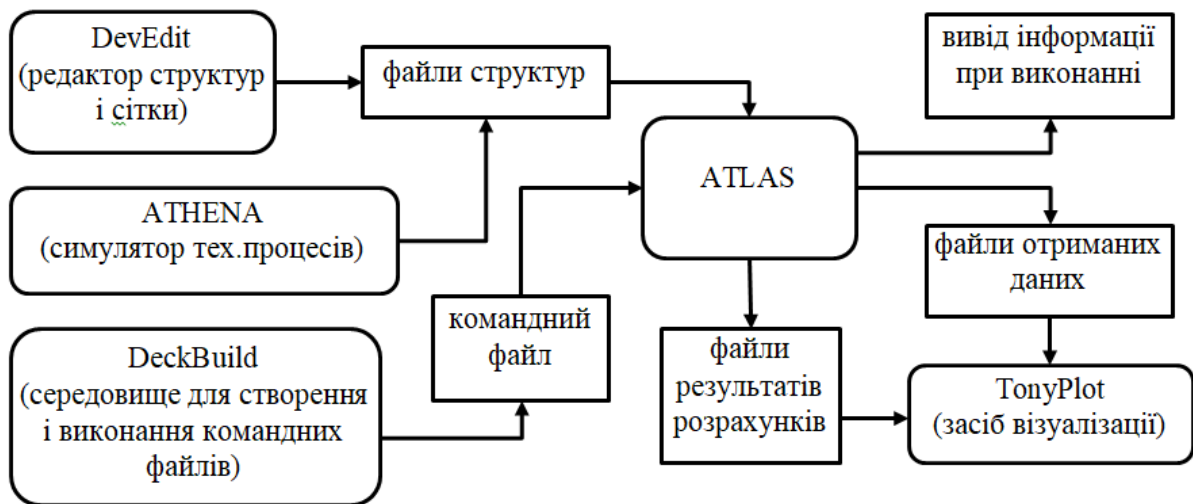 DevEdit
(редактор структур
і сітки)
файли структур
вивід інформації
при виконанні
ATHENA
(симулятор тех.процесів)
ATLAS
файли отриманих
даних
командний
файл
DeckBuild
(середовище для створення
і виконання командних
файлів)
файли
результатів
розрахунків
TonyPlot
(засіб візуалізації)